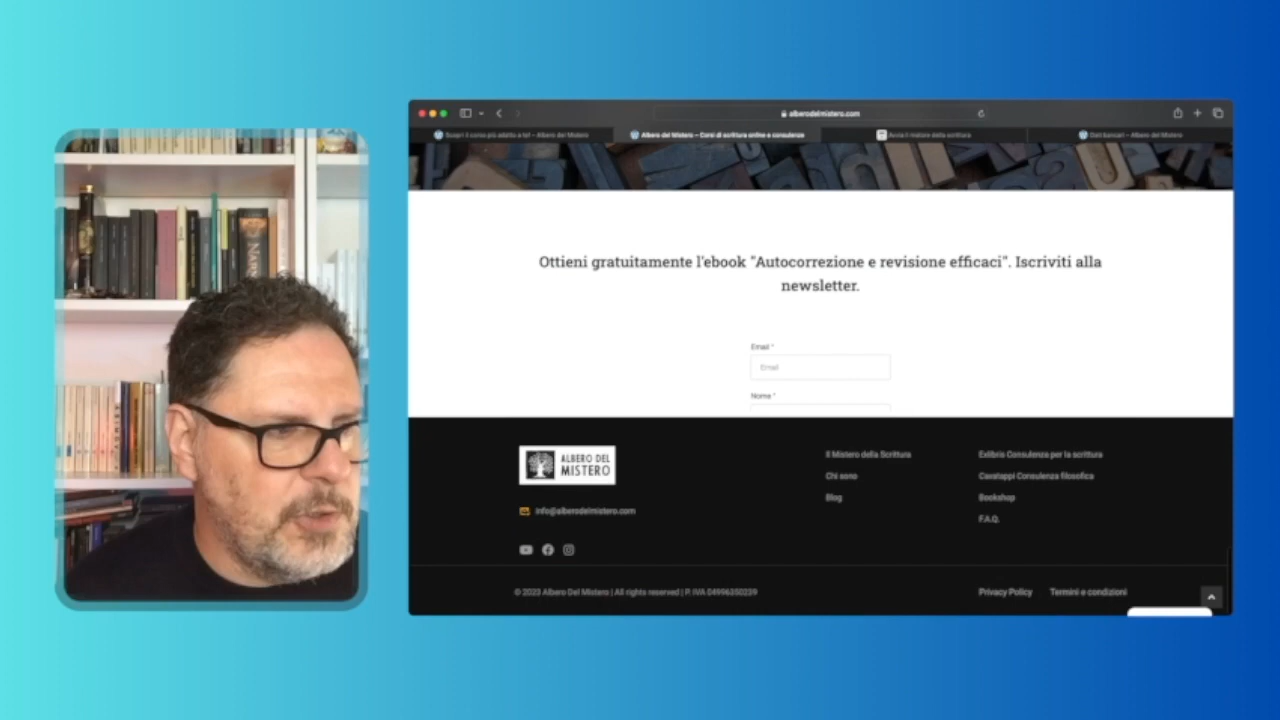 alberodelmistero.com
Scopri il corso più adatto a te! – Albero del Mistero
Albero del Mistero – Corsi di scrittura online e consulenze
Avvia il motore della scrittura
Dati bancari – Albero del Mistero
NARN
Ottieni gratuitamente l'ebook "Autocorrezione e revisione efficaci". Iscriviti alla
newsletter.
Email *
Email
Nome *
ALBERO DEL
MISTERO
info@alberodelmistero.com
Il Mistero della Scrittura
Chi sono
Blog
Exlibris Consulenza per la scrittura
Cavatappi Consulenza filosofica
Bookshop
F.A.Q.
© 2023 Albero Del Mistero | All rights reserved | P. IVA 04996350239
Privacy Policy
Termini e condizioni